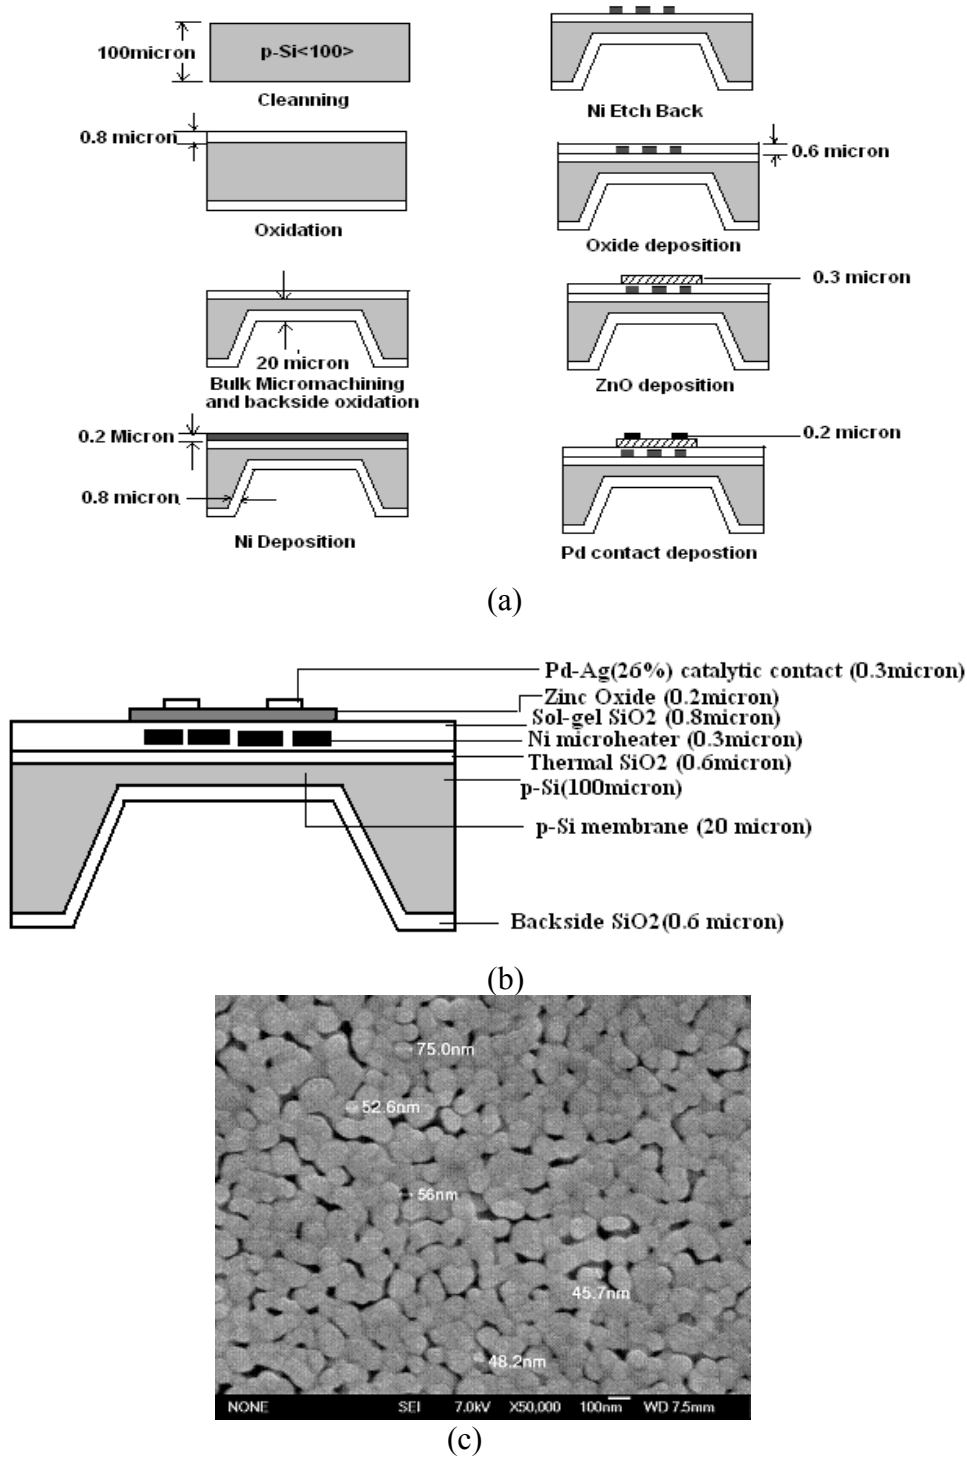 100micron
p-Si<100>
Cleanning
0.8 micron
Oxidation
20 micron
Bulk Micromachining
and backside oxidation
0.2 Micron
0.8 micron
Ni Deposition
Ni Etch Back
0.6 micron
Oxide deposition
0.3 micron
ZnO deposition
0.2 micron
Pd contact depostion
(a)
Pd-Ag(26%) catalytic contact (0.3micron)
Zinc Oxide (0.2micron)
Sol-gel SiO2 (0.8micron)
Ni microheater (0.3micron)
Thermal SiO2 (0.6micron)
p-Si(100micron)
p-Si membrane (20 micron)
Backside SiO2(0.6 micron)
(b)
75.0nm
52.6nm
56nm
45.7nm
48.2nm
NONE SEI 7.0kV X50,000 100nm WD 7.5mm
(c)